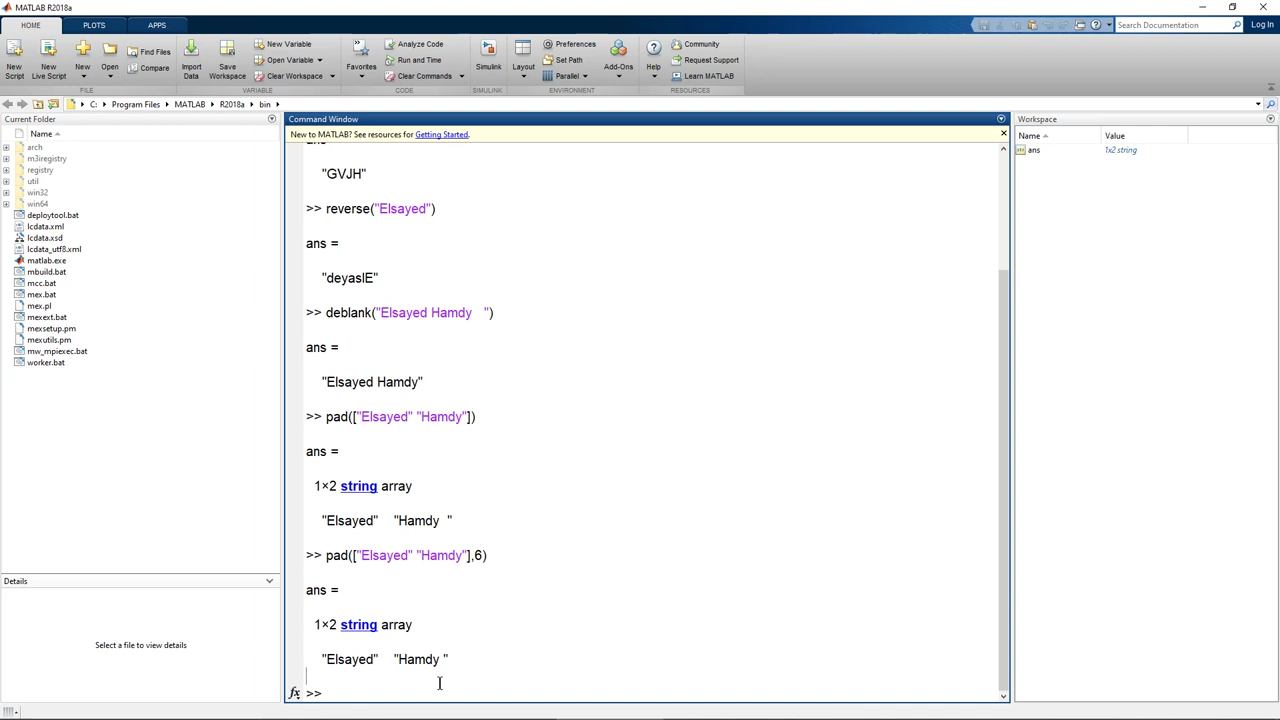 MATLAB R2018a
HOME PLOTS APPS
Search Documentation Log In
New Script
New Live Script
New
Open
Find Files
Compare
FILE
Import Data
Save Workspace
New Variable
Open Variable
Clear Workspace
VARIABLE
Favorites
Analyze Code
Run and Time
Clear Commands
CODE
Simulink
SIMULINK
Layout
Preferences
Set Path
Parallel
Add-Ons
ENVIRONMENT
Help
Community
Request Support
Learn MATLAB
RESOURCES
C: Program Files MATLAB R2018a bin
Current Folder
Name
arch
m3iregistry
registry
util
win32
win64
deploytool.bat
lcdata.xml
lcdata.xsd
lcdata_utf8.xml
matlab.exe
mbuild.bat
mcc.bat
mex.bat
mex.pl
mexext.bat
mexsetup.pm
mexutils.pm
mw_mpiexec.bat
worker.bat
Details
Select a file to view details
Command Window
New to MATLAB? See resources for Getting Started.
"GVJH"
>> reverse("Elsayed")
ans =
"deyaslE"
>> deblank("Elsayed Hamdy   ")
ans =
"Elsayed Hamdy"
>> pad(["Elsayed" "Hamdy"])
ans =
1×2 string array
"Elsayed"    "Hamdy  "
>> pad(["Elsayed" "Hamdy"],6)
ans =
1×2 string array
"Elsayed"    "Hamdy "
fx >>
Workspace
Name Value
ans 1x2 string